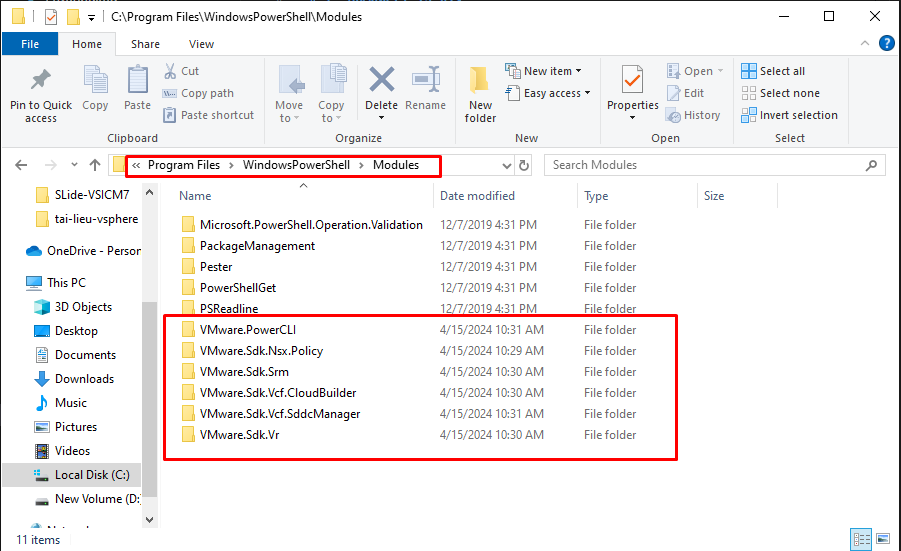 C:\Program Files\WindowsPowerShell\Modules
File Home Share View
Pin to Quick access
Copy
Paste
Cut
Copy path
Paste shortcut
Clipboard
Move to
Copy to
Delete
Rename
Organize
New folder
New item
Easy access
New
Properties
Open
Edit
History
Open
Select all
Select none
Invert selection
Select
« Program Files > WindowsPowerShell > Modules
Search Modules
SLide-VSICM7
tai-lieu-vsphere
OneDrive - Person
This PC
3D Objects
Desktop
Documents
Downloads
Music
Pictures
Videos
Local Disk (C:)
New Volume (D:
Name Date modified Type Size
Microsoft.PowerShell.Operation.Validation 12/7/2019 4:31 PM File folder
PackageManagement 12/7/2019 4:31 PM File folder
Pester 12/7/2019 4:31 PM File folder
PowerShellGet 12/7/2019 4:31 PM File folder
PSReadline 12/7/2019 4:31 PM File folder
VMware.PowerCLI 4/15/2024 10:31 AM File folder
VMware.Sdk.Nsx.Policy 4/15/2024 10:29 AM File folder
VMware.Sdk.Srm 4/15/2024 10:30 AM File folder
VMware.Sdk.Vcf.CloudBuilder 4/15/2024 10:30 AM File folder
VMware.Sdk.Vcf.SddcManager 4/15/2024 10:31 AM File folder
VMware.Sdk.Vr 4/15/2024 10:30 AM File folder
11 items